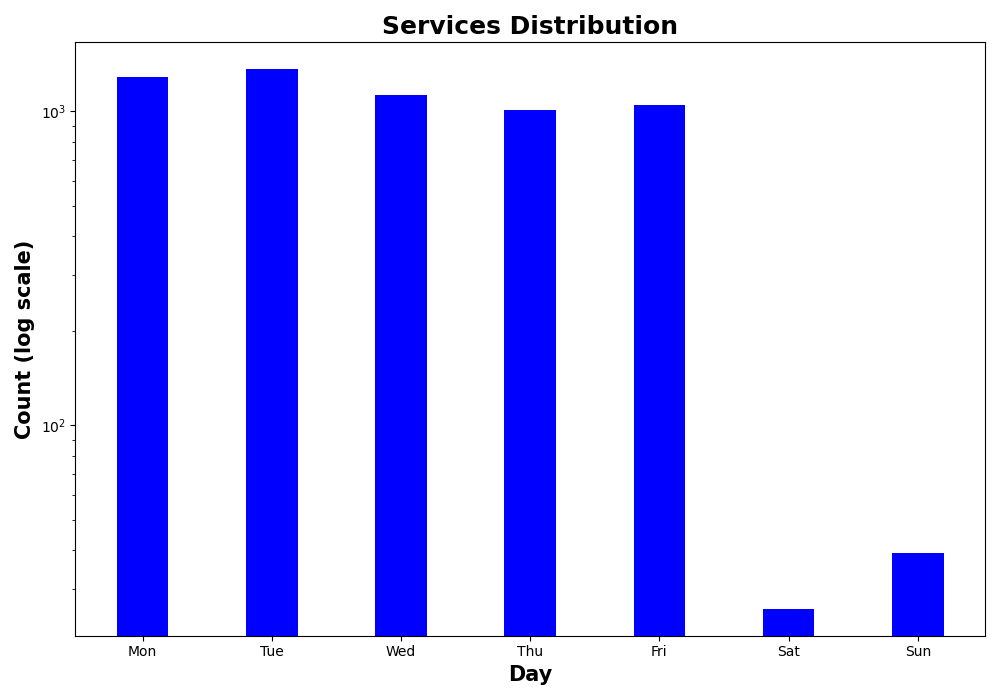 Services Distribution
Count (log scale)
10³
10²
Mon Tue Wed Thu Fri Sat Sun
Day